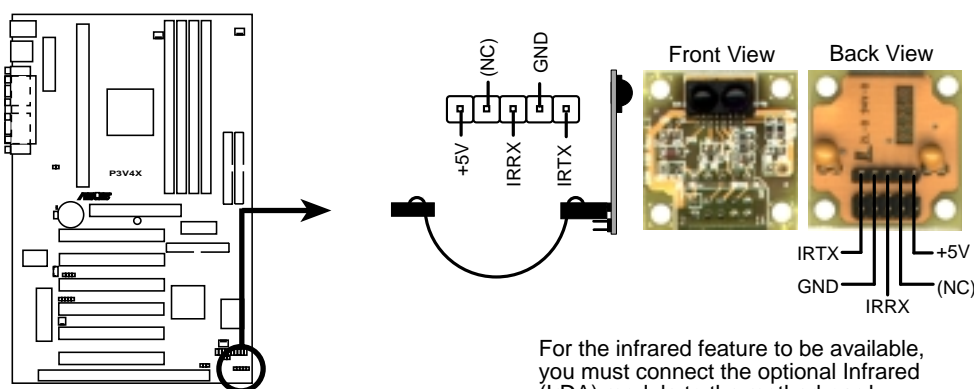 P3V4X
ASUS
+5V
(NC)
IRRX
GND
IRTX
Front View
Back View
IRTX
GND
IRRX
(NC)
+5V
For the infrared feature to be available,
you must connect the optional Infrared